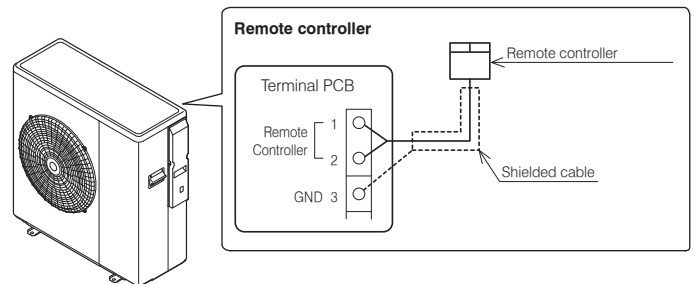 Remote controller
Remote controller
Terminal PCB
Remote
Controller
1
2
GND 3
Shielded cable